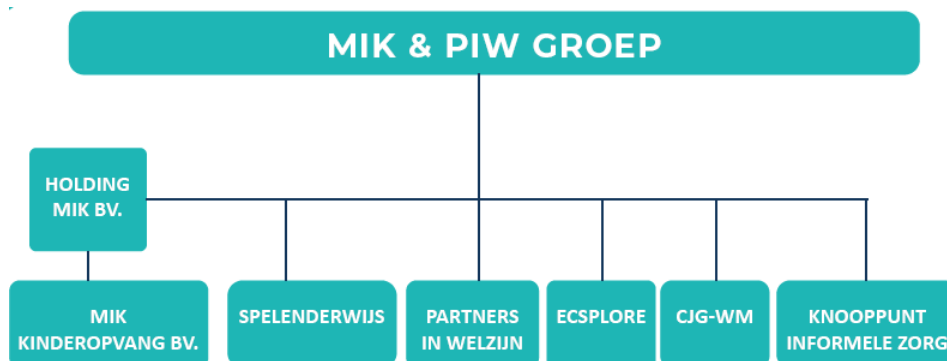 MIK & PIW GROEP
HOLDING
MIK BV.
MIK
KINDEROPVANG BV.
SPELENDERWIJS
PARTNERS
IN WELZIJN
ECSPLORE
CJG-WM
KNOOPPUNT
INFORMELE ZORG